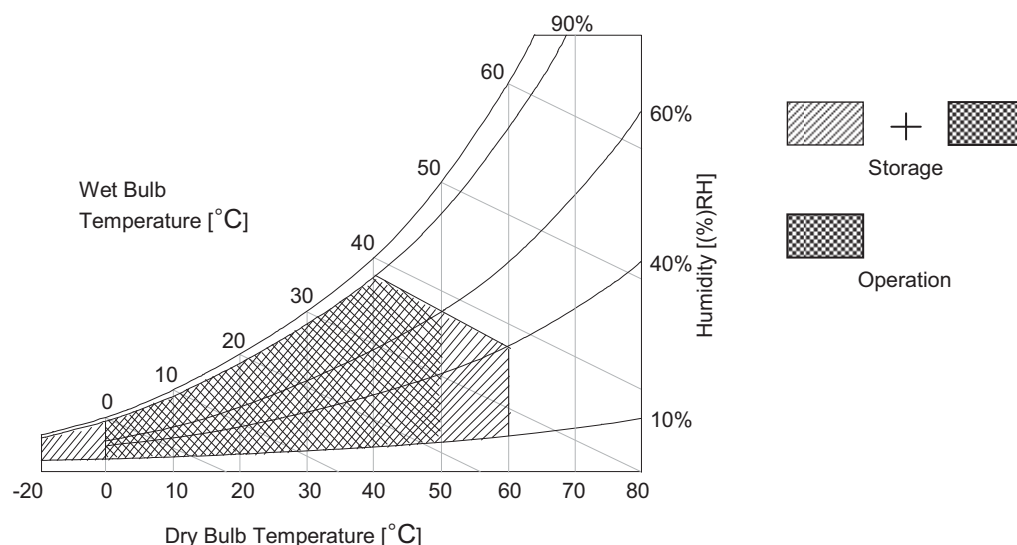 90%
60
60%
50
Wet Bulb
Temperature [°C]
40
40%
30
20
10
0
10%
Humidity [(%)RH]
-20 0 10 20 30 40 50 60 70 80
Dry Bulb Temperature [°C]
+
Storage
Operation